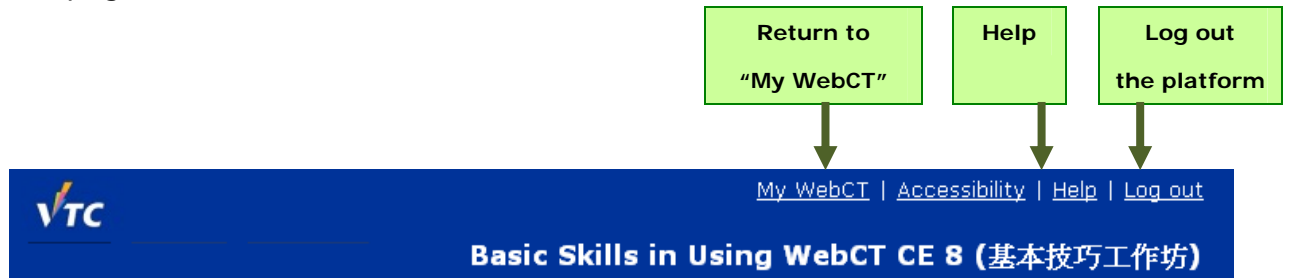 Return to
“My WebCT”
Help
Log out
the platform
VTC
My WebCT | Accessibility | Help | Log out
Basic Skills in Using WebCT CE 8 (基本技巧工作坊)